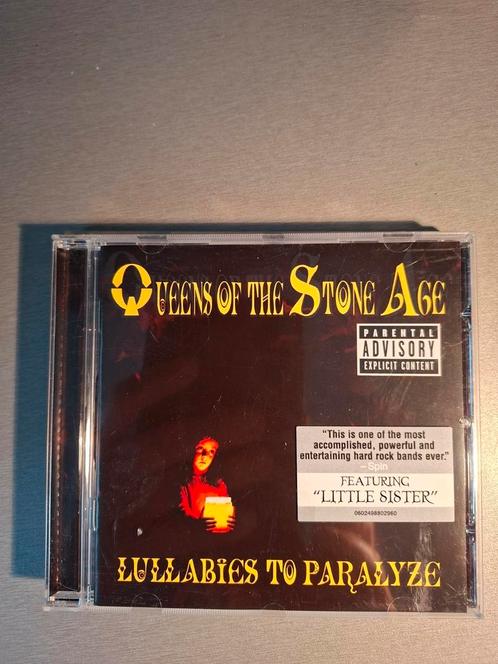 QUEENS OF THE STONE AGE
PARENTAL
ADVISORY
EXPLICIT CONTENT
"This is one of the most
accomplished, powerful and
entertaining hard rock bands ever."
–Spin
FEATURING
"LITTLE SISTER"
0602498802960
LULLABIES TO PARALYZE